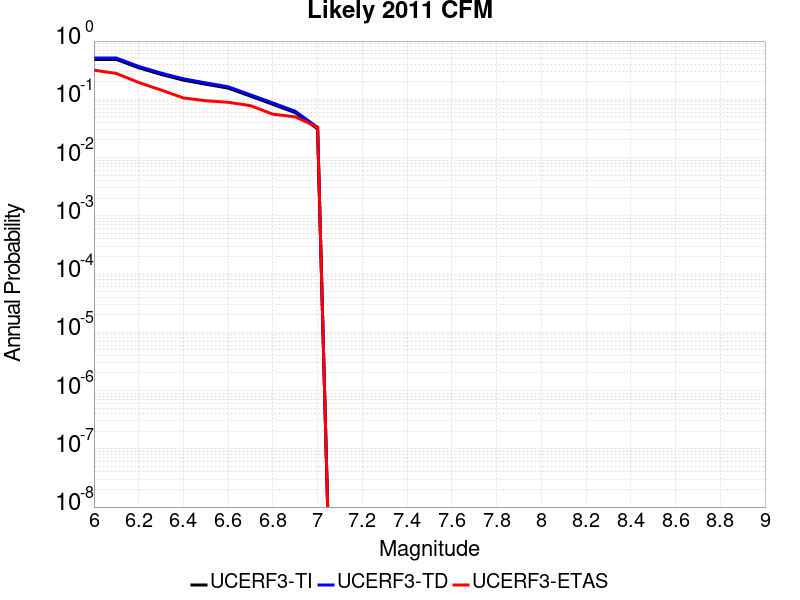 Likely 2011 CFM
10^0
10^-1
10^-2
10^-3
10^-4
10^-5
10^-6
10^-7
10^-8
Annual Probability
6 6.2 6.4 6.6 6.8 7 7.2 7.4 7.6 7.8 8 8.2 8.4 8.6 8.8 9
Magnitude
UCERF3-TI UCERF3-TD UCERF3-ETAS